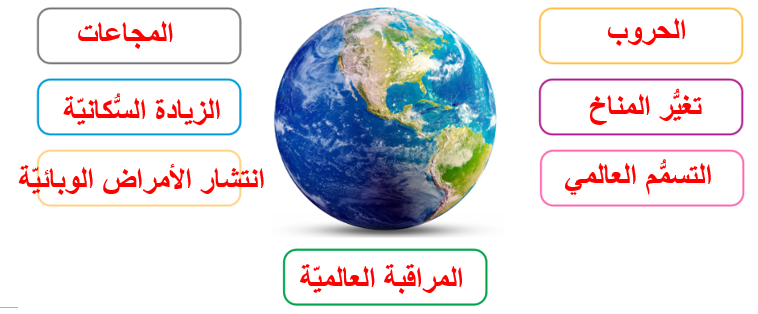 الحروب
المجاعات
تغيُّر المناخ
الزيادة السُّكانيّة
التسمُّم العالمي
انتشار الأمراض الوبائيّة
المراقبة العالميّة